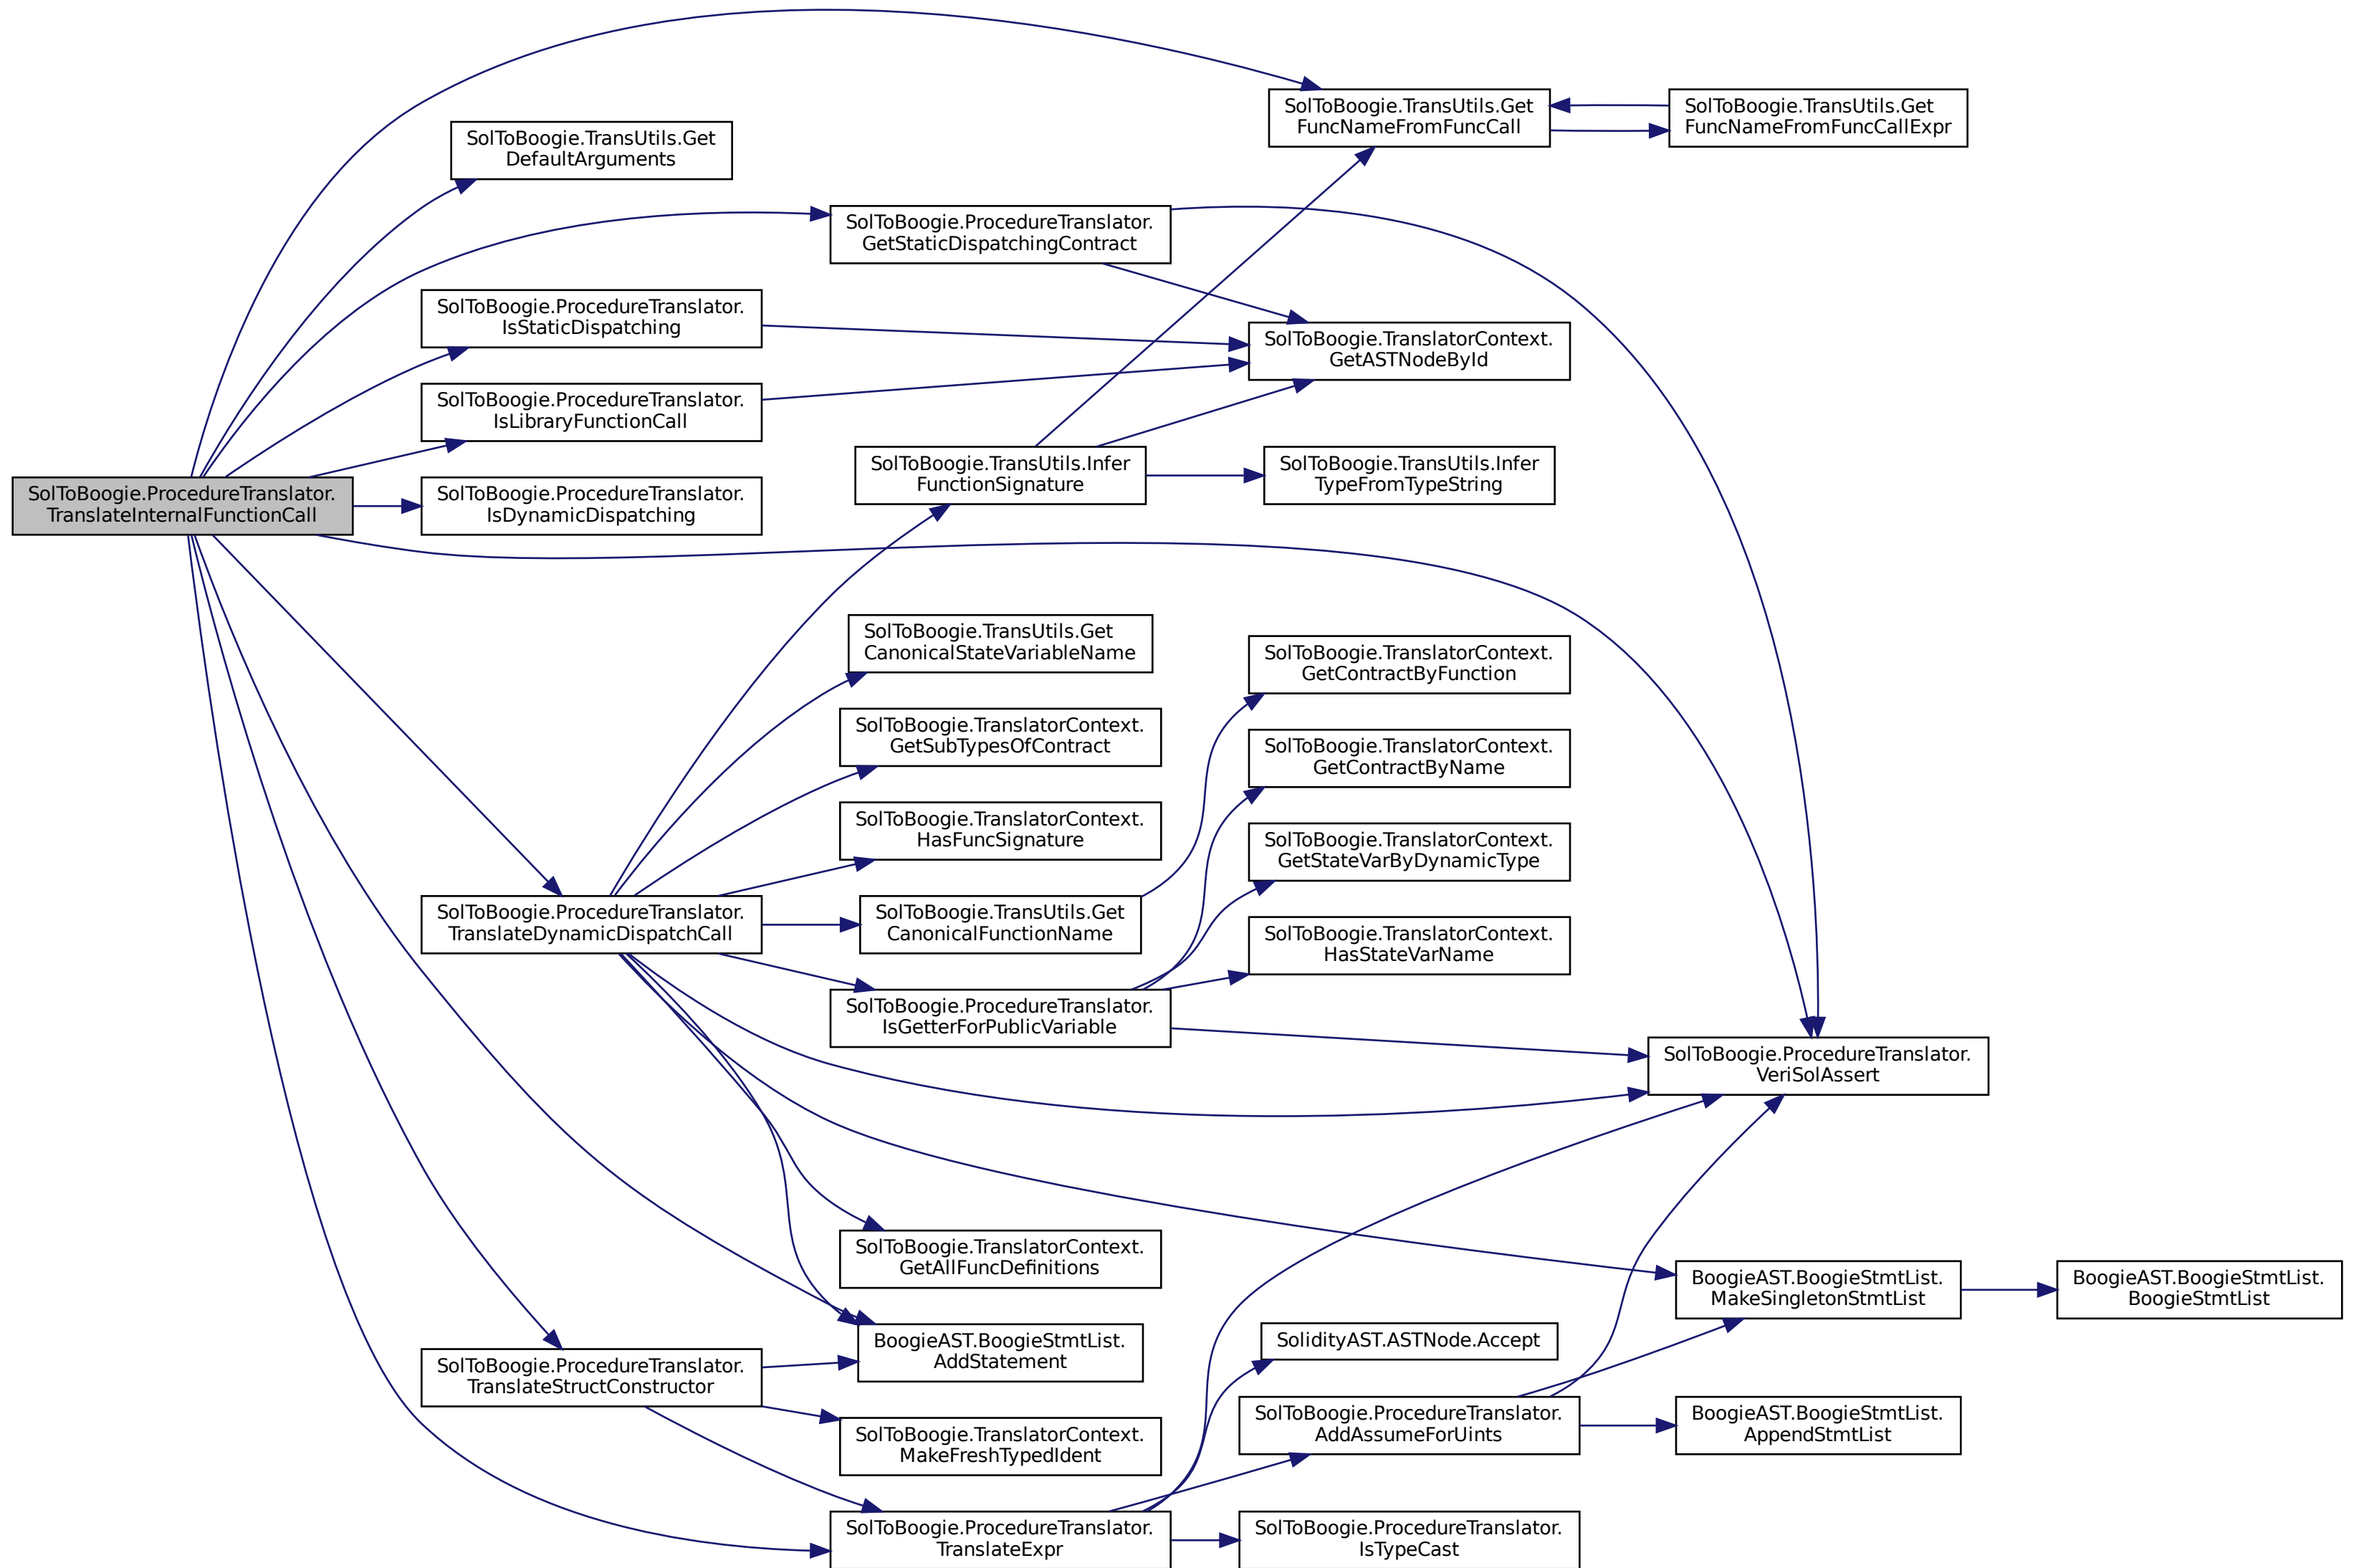 SolToBoogie.TransUtils.Get
FuncNameFromFuncCall
SolToBoogie.TransUtils.Get
FuncNameFromFuncCallExpr
SolToBoogie.TransUtils.Get
DefaultArguments
SolToBoogie.ProcedureTranslator.
GetStaticDispatchingContract
SolToBoogie.ProcedureTranslator.
IsStaticDispatching
SolToBoogie.TranslatorContext.
GetASTNodeById
SolToBoogie.ProcedureTranslator.
IsLibraryFunctionCall
SolToBoogie.TransUtils.Infer
FunctionSignature
SolToBoogie.TransUtils.Infer
TypeFromTypeString
SolToBoogie.ProcedureTranslator.
TranslateInternalFunctionCall
SolToBoogie.ProcedureTranslator.
IsDynamicDispatching
SolToBoogie.TransUtils.Get
CanonicalStateVariableName
SolToBoogie.TranslatorContext.
GetContractByFunction
SolToBoogie.TranslatorContext.
GetSubTypesOfContract
SolToBoogie.TranslatorContext.
GetContractByName
SolToBoogie.TranslatorContext.
HasFuncSignature
SolToBoogie.TranslatorContext.
GetStateVarByDynamicType
SolToBoogie.ProcedureTranslator.
TranslateDynamicDispatchCall
SolToBoogie.TransUtils.Get
CanonicalFunctionName
SolToBoogie.TranslatorContext.
HasStateVarName
SolToBoogie.ProcedureTranslator.
IsGetterForPublicVariable
SolToBoogie.ProcedureTranslator.
VeriSolAssert
SolToBoogie.TranslatorContext.
GetAllFuncDefinitions
BoogieAST.BoogieStmtList.
MakeSingletonStmtList
BoogieAST.BoogieStmtList.
BoogieStmtList
BoogieAST.BoogieStmtList.
AddStatement
SolidityAST.ASTNode.Accept
SolToBoogie.ProcedureTranslator.
TranslateStructConstructor
SolToBoogie.ProcedureTranslator.
AddAssumeForUints
BoogieAST.BoogieStmtList.
AppendStmtList
SolToBoogie.TranslatorContext.
MakeFreshTypedIdent
SolToBoogie.ProcedureTranslator.
TranslateExpr
SolToBoogie.ProcedureTranslator.
IsTypeCast